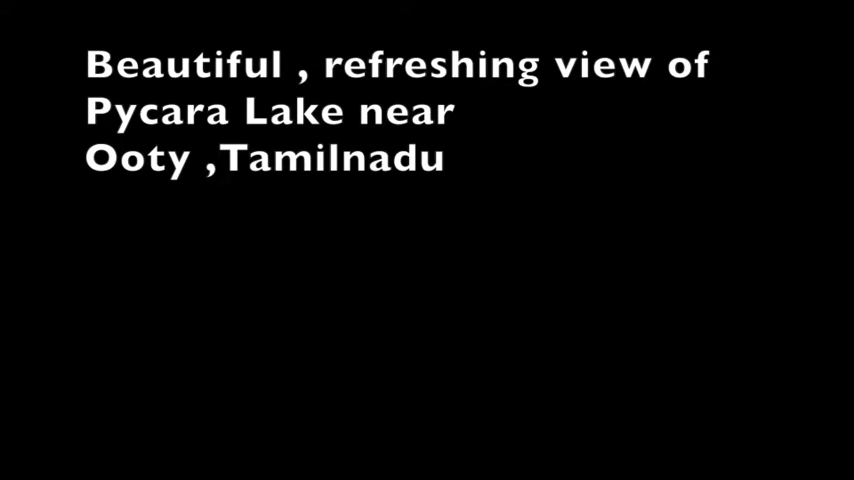 Beautiful , refreshing view of
Pycara Lake near
Ooty ,Tamilnadu